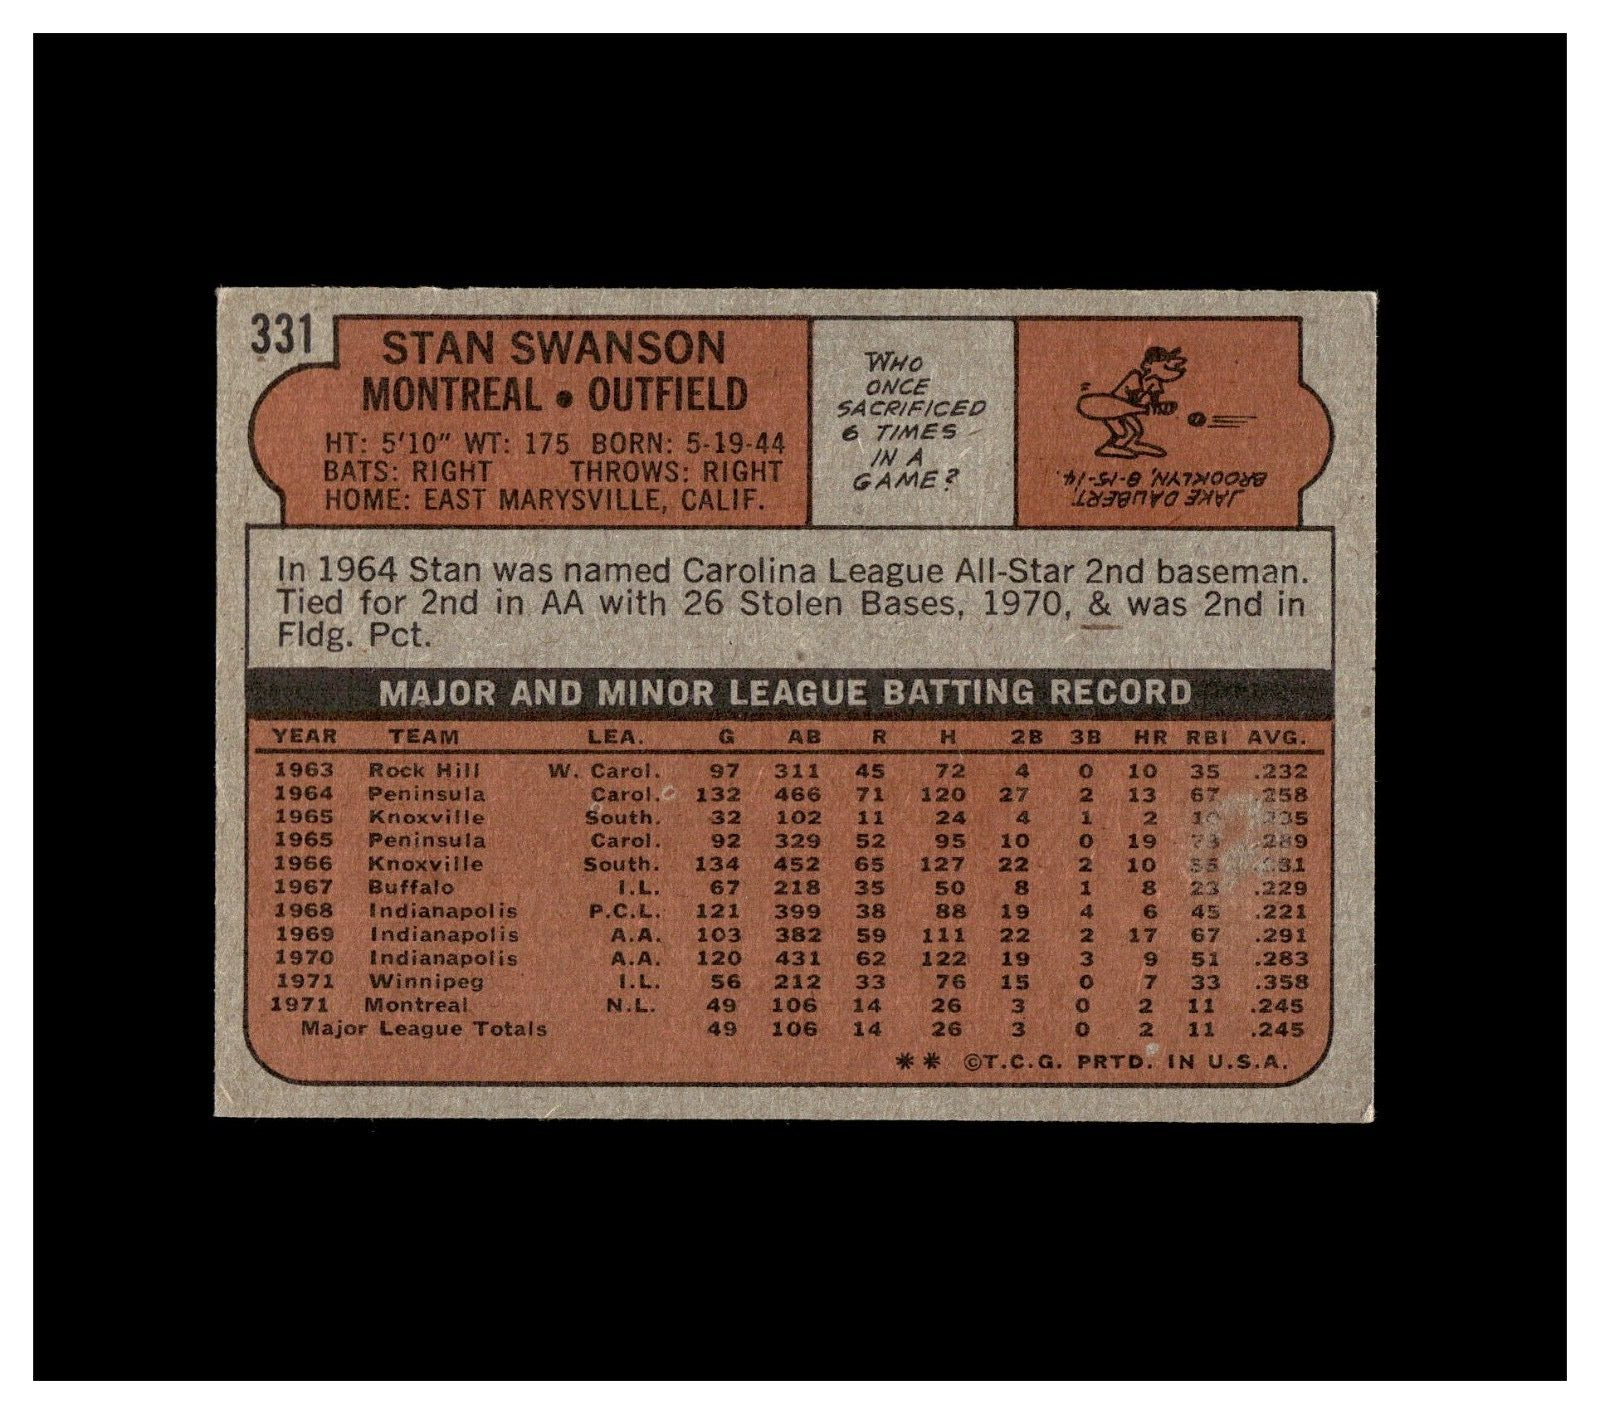 331
STAN SWANSON
MONTREAL • OUTFIELD
HT: 5'10" WT: 175 BORN: 5-19-44
BATS: RIGHT THROWS: RIGHT
HOME: EAST MARYSVILLE, CALIF.
WHO
ONCE
SACRIFICED
6 TIMES
IN A
GAME?
JAKE DAUBERT,
BROOKLYN, 8-15-14.
In 1964 Stan was named Carolina League All-Star 2nd baseman.
Tied for 2nd in AA with 26 Stolen Bases, 1970, & was 2nd in
Fldg. Pct.
MAJOR AND MINOR LEAGUE BATTING RECORD
YEAR TEAM LEA. G AB R H 2B 3B HR RBI AVG.
1963 Rock Hill W. Carol. 97 311 45 72 4 0 10 35 .232
1964 Peninsula Carol. 132 466 71 120 27 2 13 67 .258
1965 Knoxville South. 32 102 11 24 4 1 2 .235
1965 Peninsula Carol. 92 329 52 95 10 0 19 73 .289
1966 Knoxville South. 134 452 65 127 22 2 10 55 .281
1967 Buffalo I.L. 67 218 35 50 8 1 8 23 .229
1968 Indianapolis P.C.L. 121 399 38 88 19 4 6 45 .221
1969 Indianapolis A.A. 103 382 59 111 22 2 17 67 .291
1970 Indianapolis A.A. 120 431 62 122 19 3 9 51 .283
1971 Winnipeg I.L. 56 212 33 76 15 0 7 33 .358
1971 Montreal N.L. 49 106 14 26 3 0 2 11 .245
Major League Totals 49 106 14 26 3 0 2 11 .245
** ©T.C.G. PRTD. IN U.S.A.